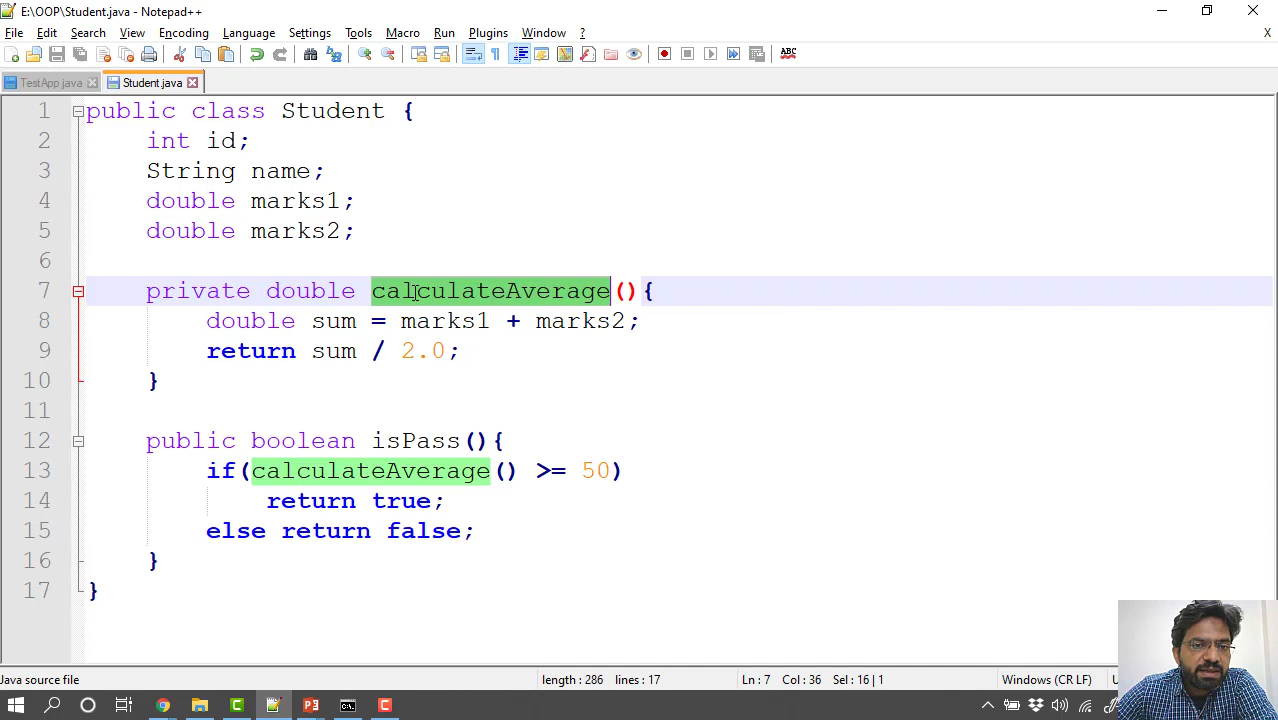 E:\OOP\Student.java - Notepad++
File Edit Search View Encoding Language Settings Tools Macro Run Plugins Window ? X
ABC
TestApp.java Student.java
1 public class Student {
2 int id;
3 String name;
4 double marks1;
5 double marks2;
6
7 private double calculateAverage(){
8 double sum = marks1 + marks2;
9 return sum / 2.0;
10 }
11
12 public boolean isPass(){
13 if(calculateAverage() >= 50)
14 return true;
15 else return false;
16 }
17 }
Java source file length : 286 lines : 17 Ln : 7 Col : 36 Sel : 16 | 1 Windows (CR LF)